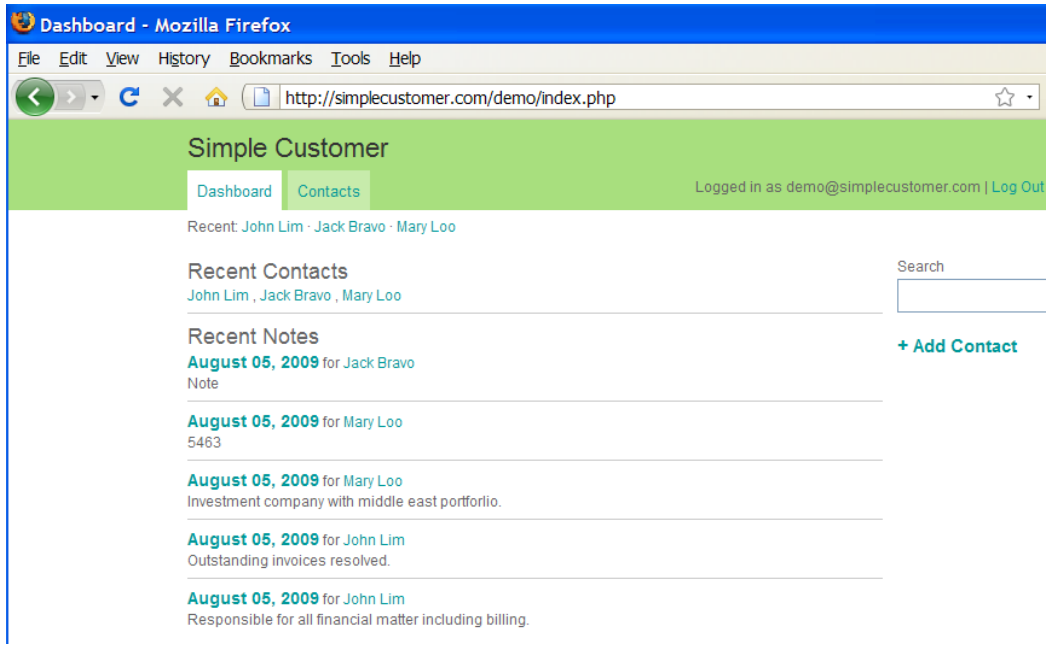 Dashboard - Mozilla Firefox
File Edit View History Bookmarks Tools Help
http://simplecustomer.com/demo/index.php
Simple Customer
Dashboard Contacts
Logged in as demo@simplecustomer.com | Log Out
Recent: John Lim · Jack Bravo · Mary Loo
Recent Contacts
John Lim , Jack Bravo , Mary Loo
Search
+ Add Contact
Recent Notes
August 05, 2009 for Jack Bravo
Note
August 05, 2009 for Mary Loo
5463
August 05, 2009 for Mary Loo
Investment company with middle east portforlio.
August 05, 2009 for John Lim
Outstanding invoices resolved.
August 05, 2009 for John Lim
Responsible for all financial matter including billing.